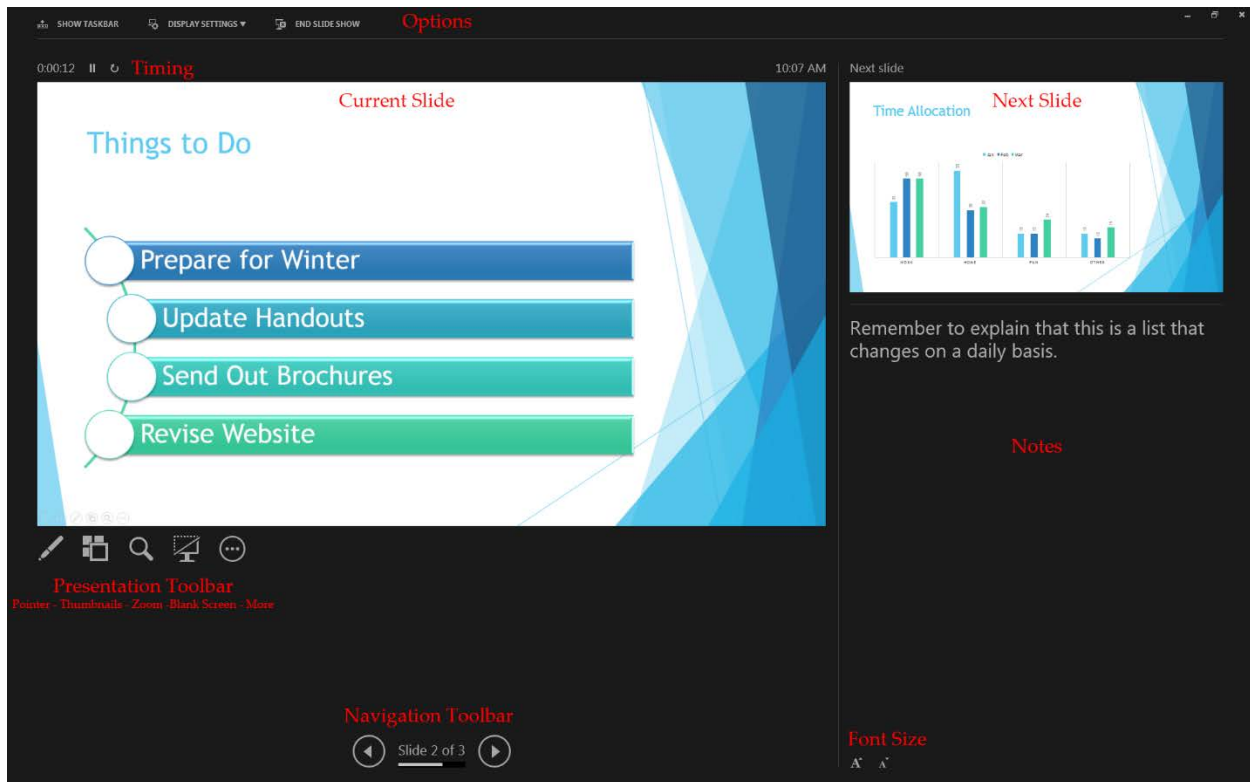 SHOW TASKBAR DISPLAY SETTINGS ▼ END SLIDE SHOW Options
0:00:12 Timing 10:07 AM Next slide
Current Slide
Things to Do
Prepare for Winter
Update Handouts
Send Out Brochures
Revise Website
Next Slide
Time Allocation
Remember to explain that this is a list that
changes on a daily basis.
Notes
Presentation Toolbar
Pointer - Thumbnails - Zoom -Blank Screen - More
Navigation Toolbar
Slide 2 of 3
Font Size
A A